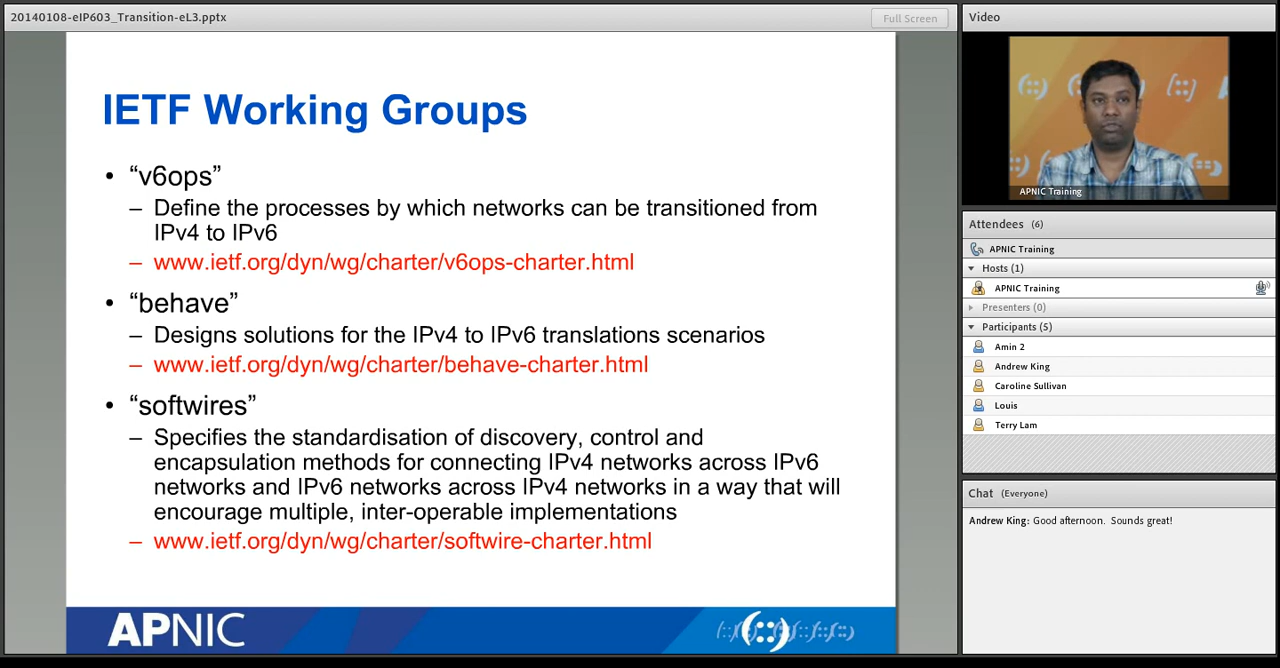 20140108-eIP603_Transition-eL3.pptx
Full Screen
IETF Working Groups
• “v6ops”
– Define the processes by which networks can be transitioned from
IPv4 to IPv6
– www.ietf.org/dyn/wg/charter/v6ops-charter.html
• “behave”
– Designs solutions for the IPv4 to IPv6 translations scenarios
– www.ietf.org/dyn/wg/charter/behave-charter.html
• “softwires”
– Specifies the standardisation of discovery, control and
encapsulation methods for connecting IPv4 networks across IPv6
networks and IPv6 networks across IPv4 networks in a way that will
encourage multiple, inter-operable implementations
– www.ietf.org/dyn/wg/charter/softwire-charter.html
APNIC
(::)
Video
APNIC Training
Attendees (6)
APNIC Training
Hosts (1)
APNIC Training
Presenters (0)
Participants (5)
Amin 2
Andrew King
Caroline Sullivan
Louis
Terry Lam
Chat (Everyone)
Andrew King: Good afternoon. Sounds great!